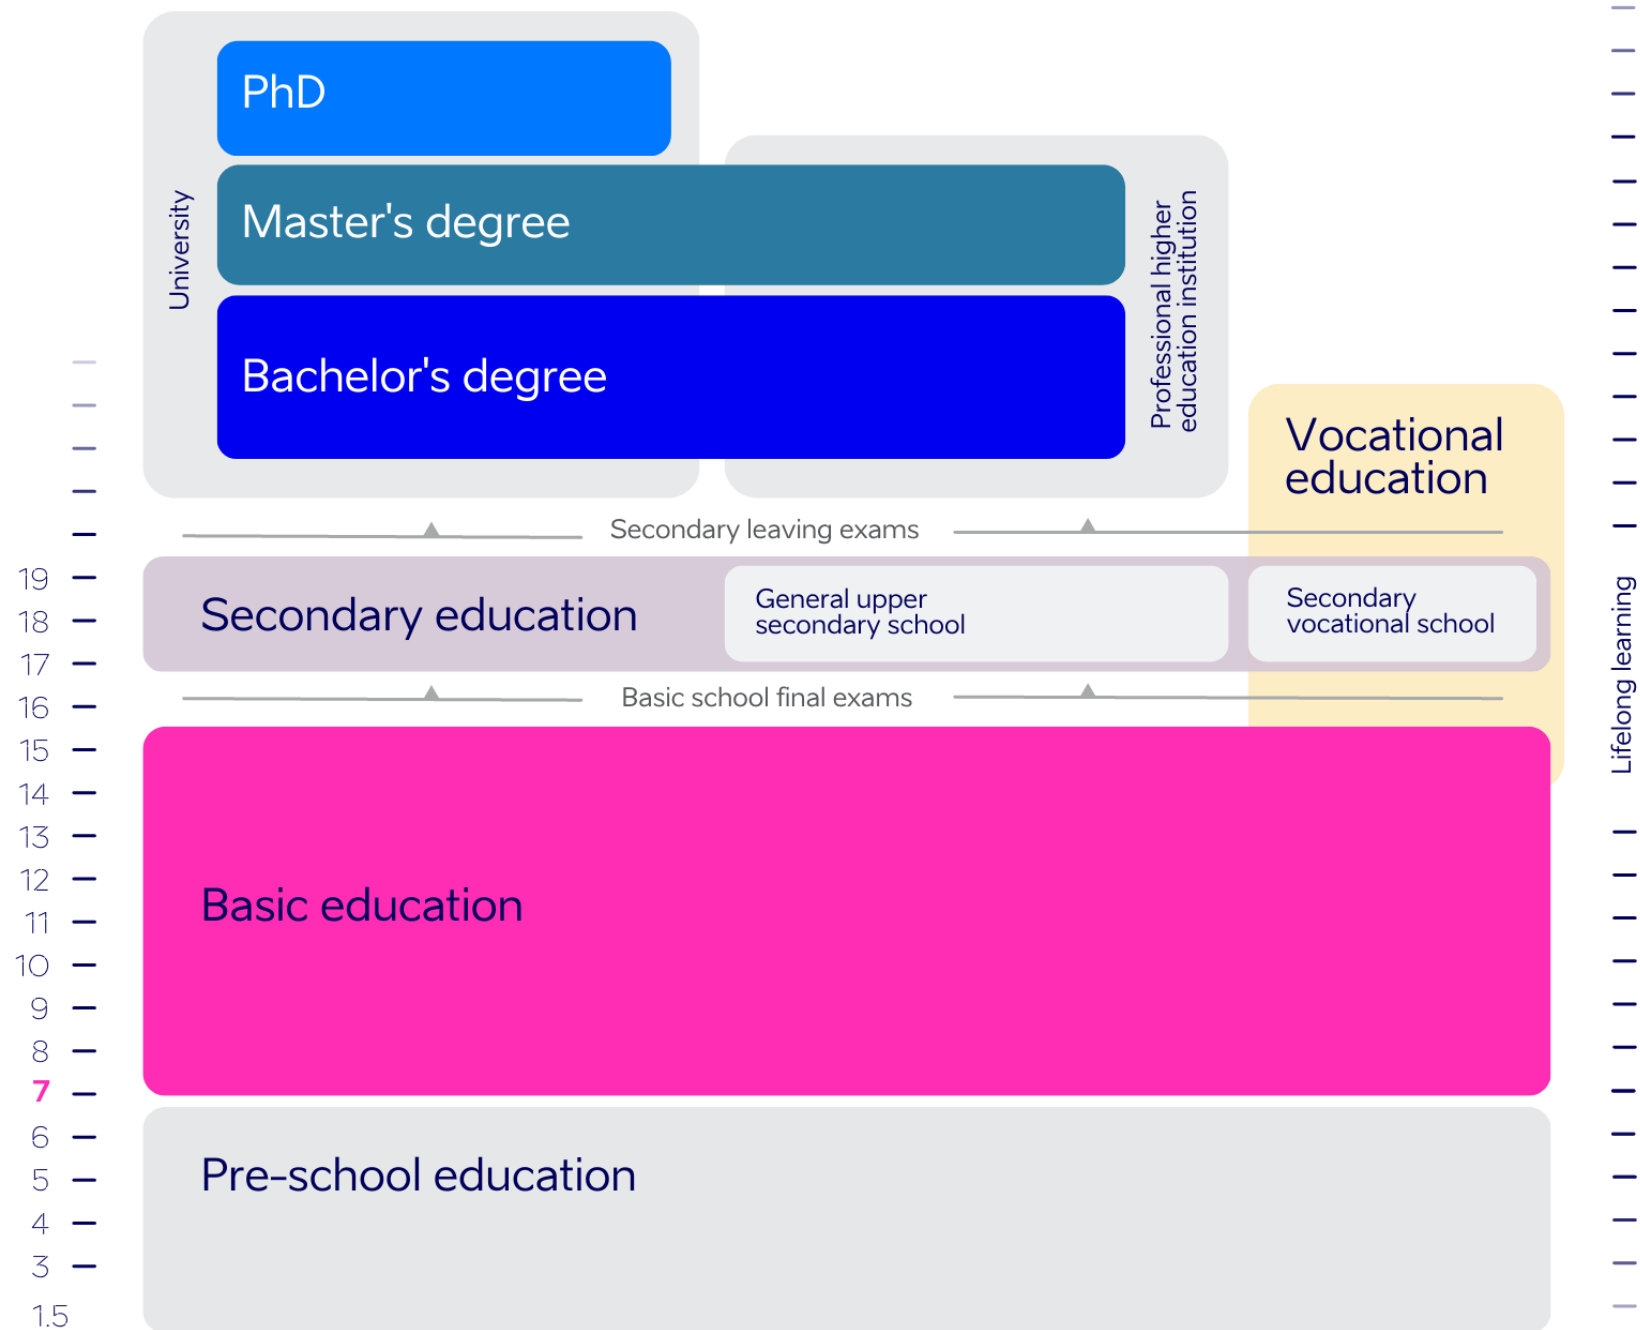 PhD
Master's degree
Bachelor's degree
University
Professional higher
education institution
Vocational
education
Secondary leaving exams
19
18
17
16
15
14
13
12
11
10
9
8
7
6
5
4
3
1.5
Secondary education
General upper
secondary school
Secondary
vocational school
Basic school final exams
Basic education
Pre-school education
Lifelong learning